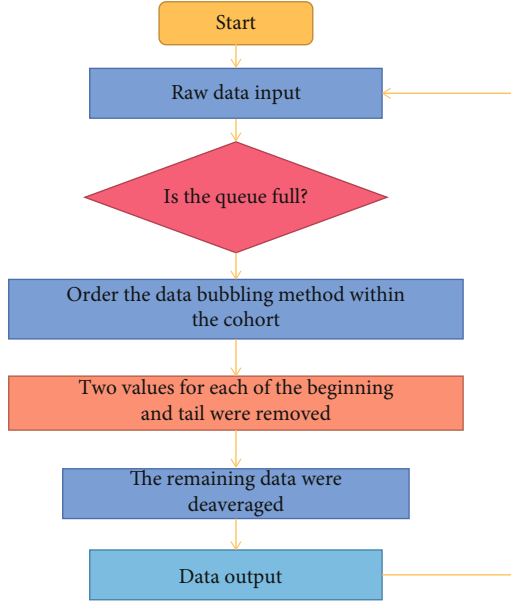 Start
Raw data input
Is the queue full?
Order the data bubbling method within
the cohort
Two values for each of the beginning
and tail were removed
The remaining data were
deaveraged
Data output